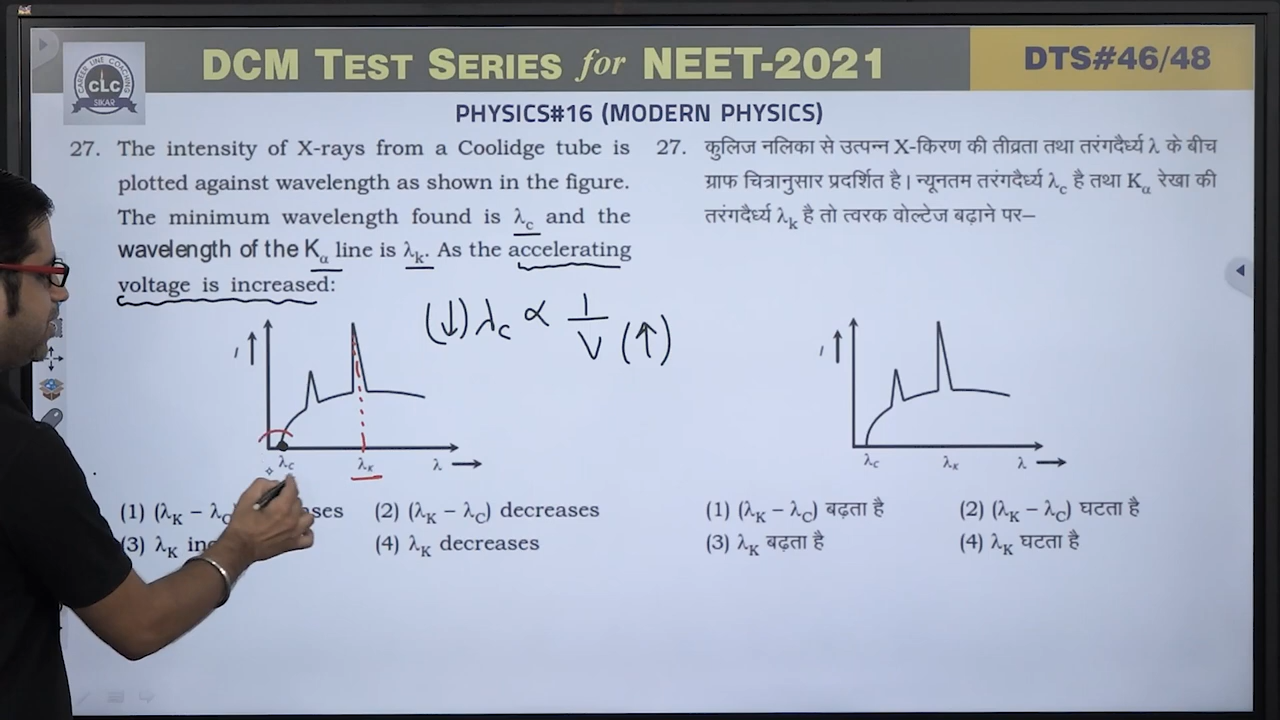 DCM TEST SERIES for NEET-2021
DTS#46/48
CAREER LINE COACHING
CLC
SIKAR
PHYSICS#16 (MODERN PHYSICS)
27. The intensity of X-rays from a Coolidge tube is
plotted against wavelength as shown in the figure.
The minimum wavelength found is λc and the
wavelength of the Kα line is λk. As the accelerating
voltage is increased:
(↓) λc ∝ 1/V (↑)
I ↑
λC λK λ →
(1) (λK – λC) ses
(2) (λK – λC) decreases
(3) λK in
(4) λK decreases
27. कुलिज नलिका से उत्पन्न X-किरण की तीव्रता तथा तरंगदैर्ध्य λ के बीच
ग्राफ चित्रानुसार प्रदर्शित है। न्यूनतम तरंगदैर्ध्य λc है तथा Kα रेखा की
तरंगदैर्ध्य λk है तो त्वरक वोल्टेज बढ़ाने पर–
I ↑
λC λK λ →
(1) (λK – λC) बढ़ता है
(2) (λK – λC) घटता है
(3) λK बढ़ता है
(4) λK घटता है